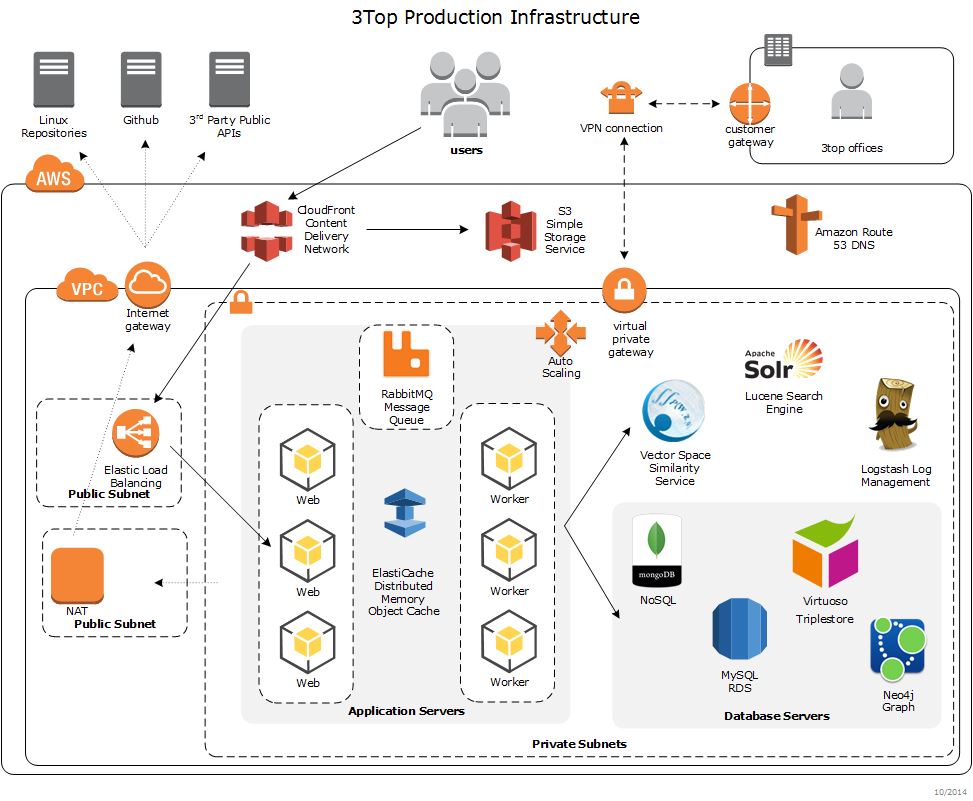 3Top Production Infrastructure
Linux
Repositories
Github
3rd Party Public
APIs
users
VPN connection
customer
gateway
3top offices
AWS
CloudFront
Content
Delivery
Network
S3
Simple
Storage
Service
Amazon Route
53 DNS
VPC
Internet
gateway
virtual
private
gateway
Auto
Scaling
RabbitMQ
Message
Queue
Apache
Solr
Lucene Search
Engine
Vector Space
Similarity
Service
Logstash Log
Management
Elastic Load
Balancing
Public Subnet
NAT
Public Subnet
Web
Web
Web
ElastiCache
Distributed
Memory
Object Cache
Worker
Worker
Worker
Application Servers
mongoDB
NoSQL
Virtuoso
Triplestore
MySQL
RDS
Neo4j
Graph
Database Servers
Private Subnets
10/2014